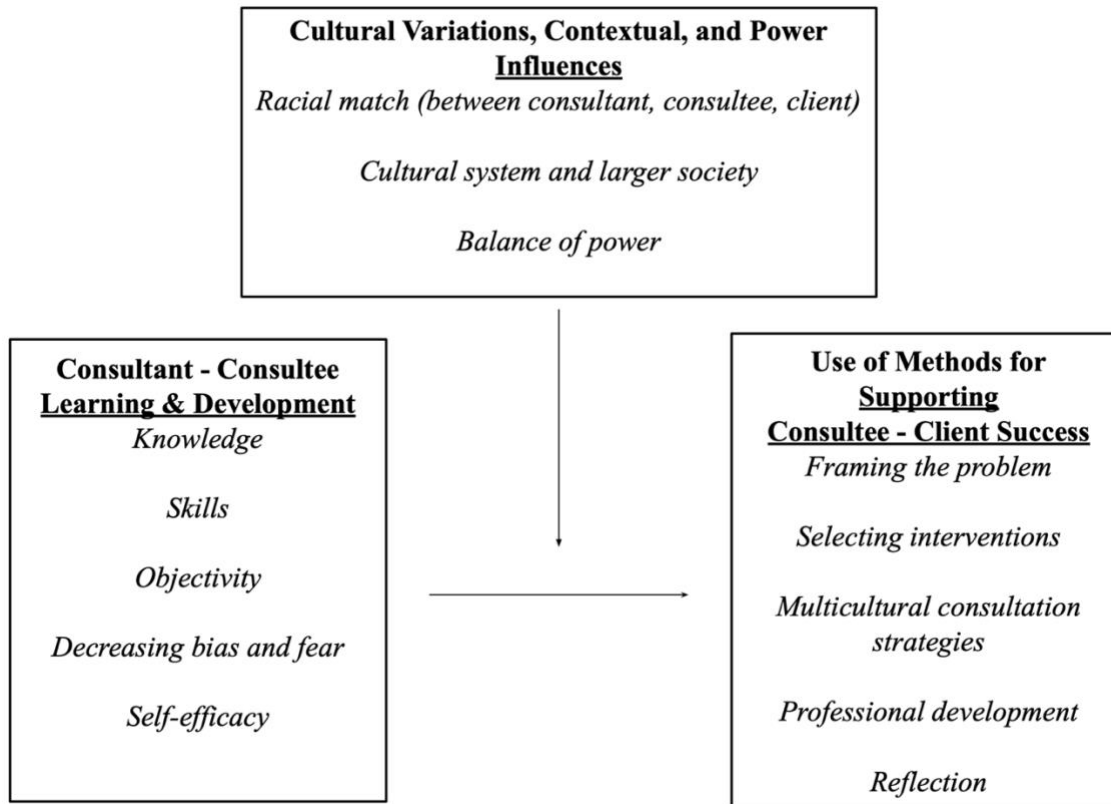 Cultural Variations, Contextual, and Power
Influences
Racial match (between consultant, consultee, client)
Cultural system and larger society
Balance of power
Consultant - Consultee
Learning & Development
Knowledge
Skills
Objectivity
Decreasing bias and fear
Self-efficacy
Use of Methods for
Supporting
Consultee - Client Success
Framing the problem
Selecting interventions
Multicultural consultation
strategies
Professional development
Reflection